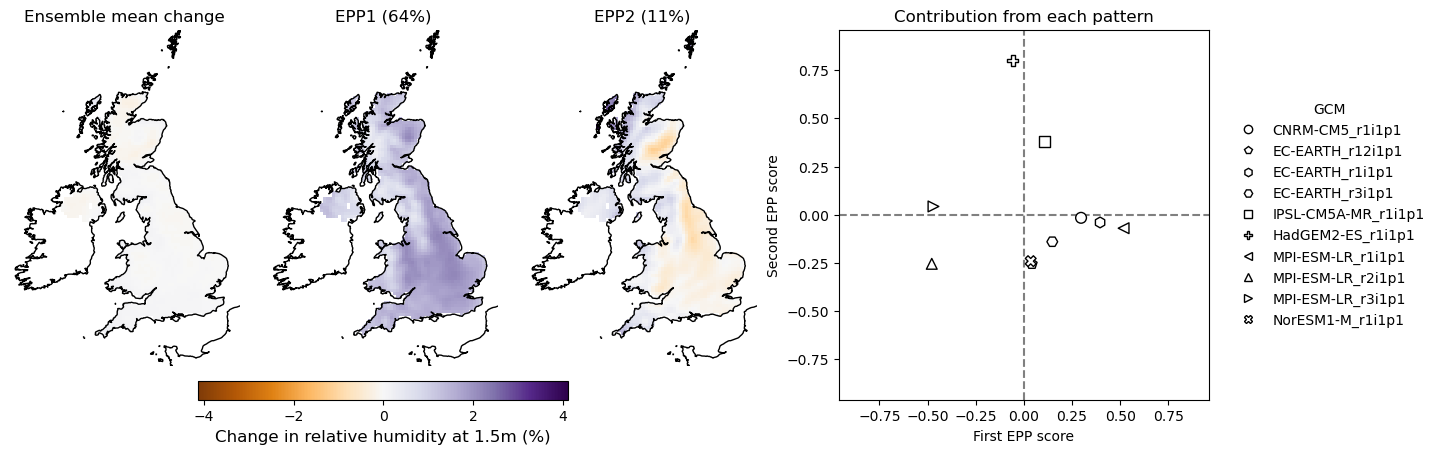 Ensemble mean change
EPP1 (64%)
EPP2 (11%)
Contribution from each pattern
−4
−2
0
2
4
Change in relative humidity at 1.5m (%)
Second EPP score
0.75
0.50
0.25
0.00
−0.25
−0.50
−0.75
−0.75
−0.50
−0.25
0.00
0.25
0.50
0.75
First EPP score
GCM
CNRM-CM5_r1i1p1
EC-EARTH_r12i1p1
EC-EARTH_r1i1p1
EC-EARTH_r3i1p1
IPSL-CM5A-MR_r1i1p1
HadGEM2-ES_r1i1p1
MPI-ESM-LR_r1i1p1
MPI-ESM-LR_r2i1p1
MPI-ESM-LR_r3i1p1
NorESM1-M_r1i1p1